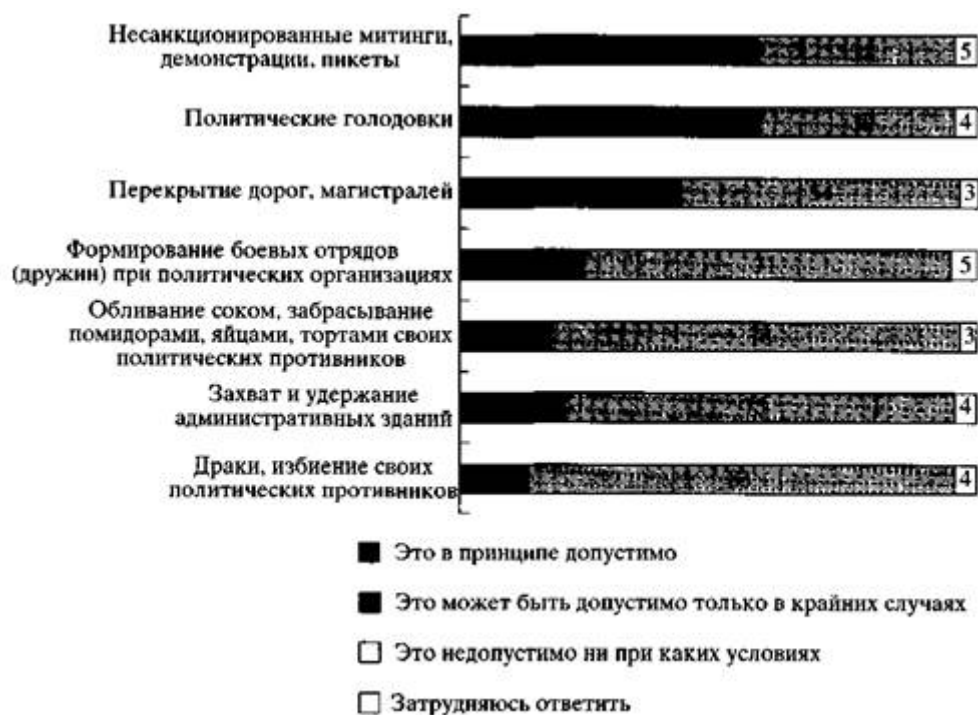 Несанкционированные митинги,
демонстрации, пикеты
5
Политические голодовки
4
Перекрытие дорог, магистралей
3
Формирование боевых отрядов
(дружин) при политических организациях
5
Обливание соком, забрасывание
помидорами, яйцами, тортами своих
политических противников
3
Захват и удержание
административных зданий
4
Драки, избиение своих
политических противников
4
Это в принципе допустимо
Это может быть допустимо только в крайних случаях
Это недопустимо ни при каких условиях
Затрудняюсь ответить